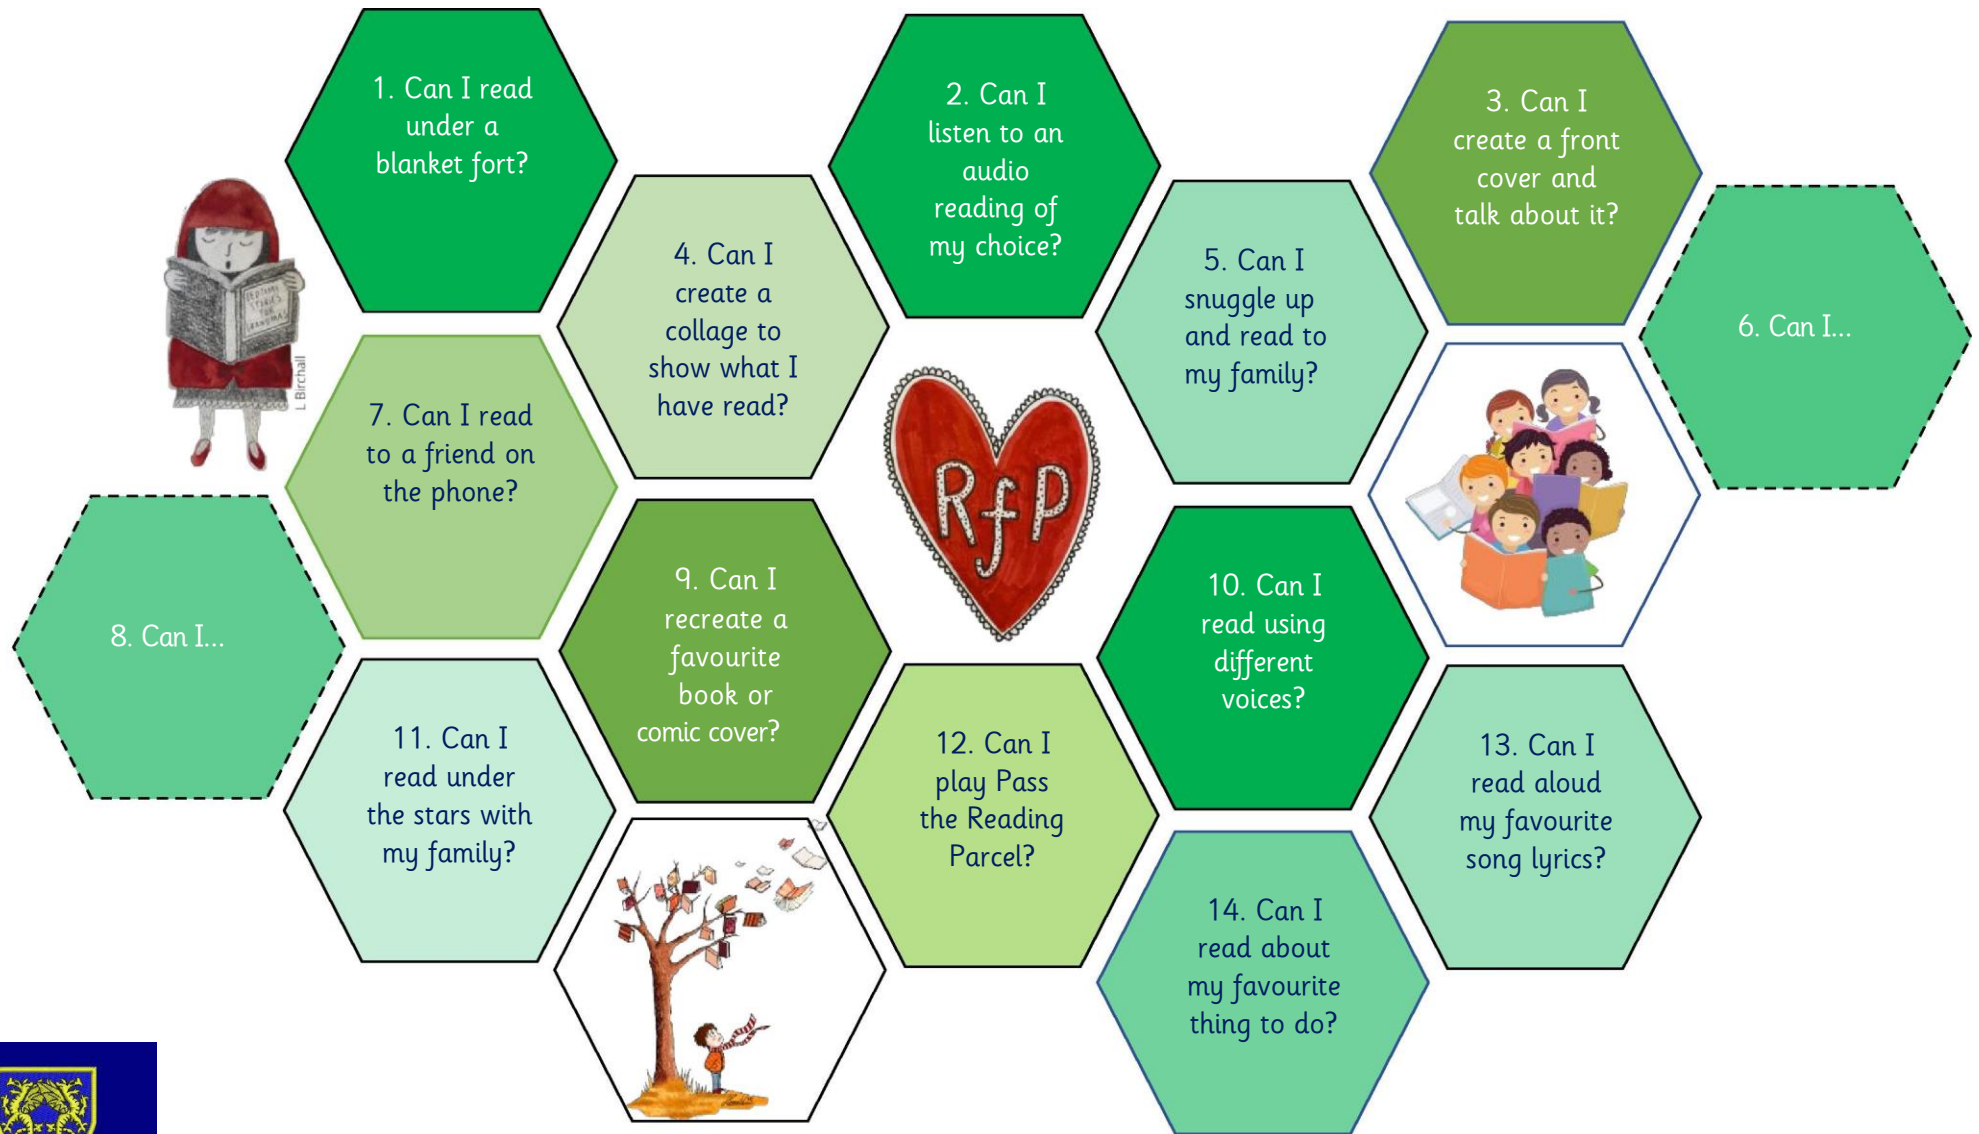 1. Can I read
under a
blanket fort?
2. Can I
listen to an
audio
reading of
my choice?
3. Can I
create a front
cover and
talk about it?
4. Can I
create a
collage to
show what I
have read?
5. Can I
snuggle up
and read to
my family?
6. Can I...
BEDTIME
STORIES
FOR
GRANDMAS
L Birchall
7. Can I read
to a friend on
the phone?
RfP
8. Can I...
9. Can I
recreate a
favourite
book or
comic cover?
10. Can I
read using
different
voices?
11. Can I
read under
the stars with
my family?
12. Can I
play Pass
the Reading
Parcel?
13. Can I
read aloud
my favourite
song lyrics?
14. Can I
read about
my favourite
thing to do?